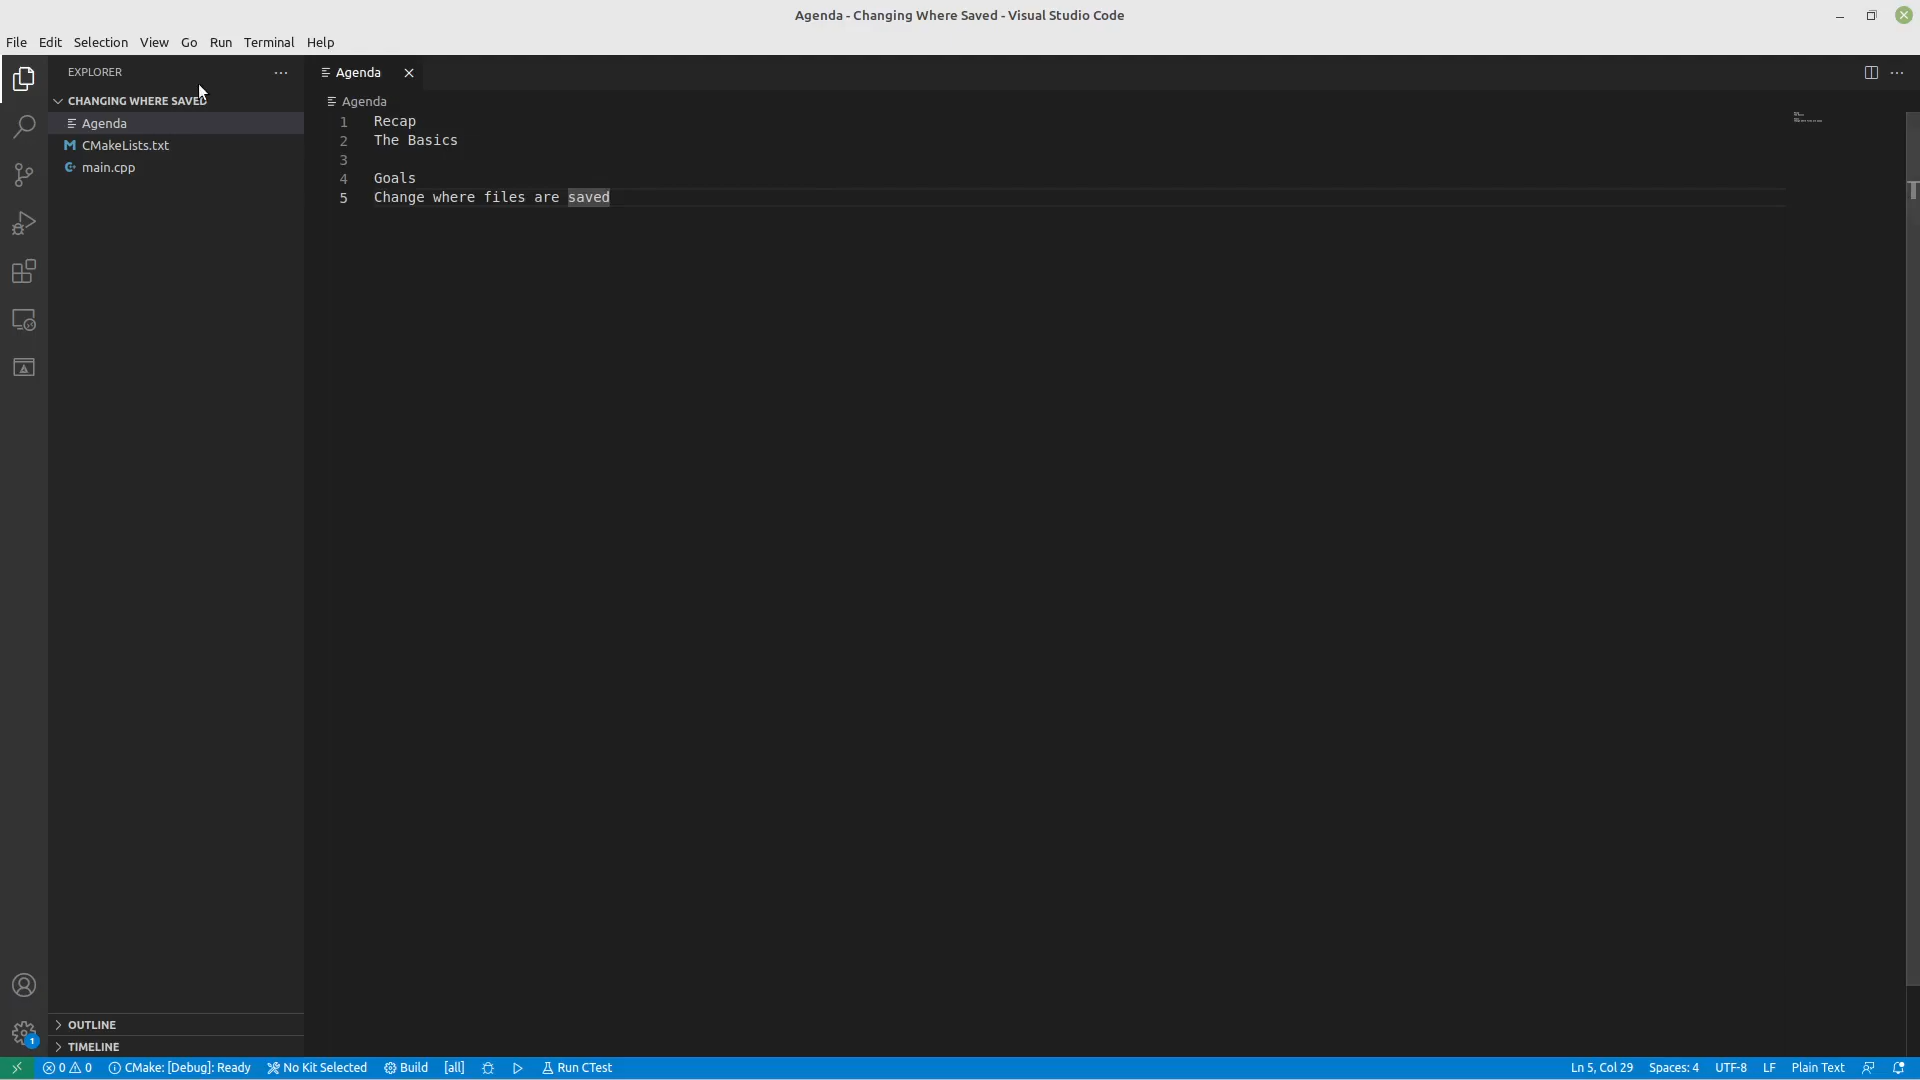 Agenda - Changing Where Saved - Visual Studio Code
File Edit Selection View Go Run Terminal Help
EXPLORER
CHANGING WHERE SAVED
Agenda
CMakeLists.txt
main.cpp
OUTLINE
TIMELINE
Agenda
Agenda
1 Recap
2 The Basics
3
4 Goals
5 Change where files are saved
1
0 0 CMake: [Debug]: Ready No Kit Selected Build [all] Run CTest Ln 5, Col 29 Spaces: 4 UTF-8 LF Plain Text